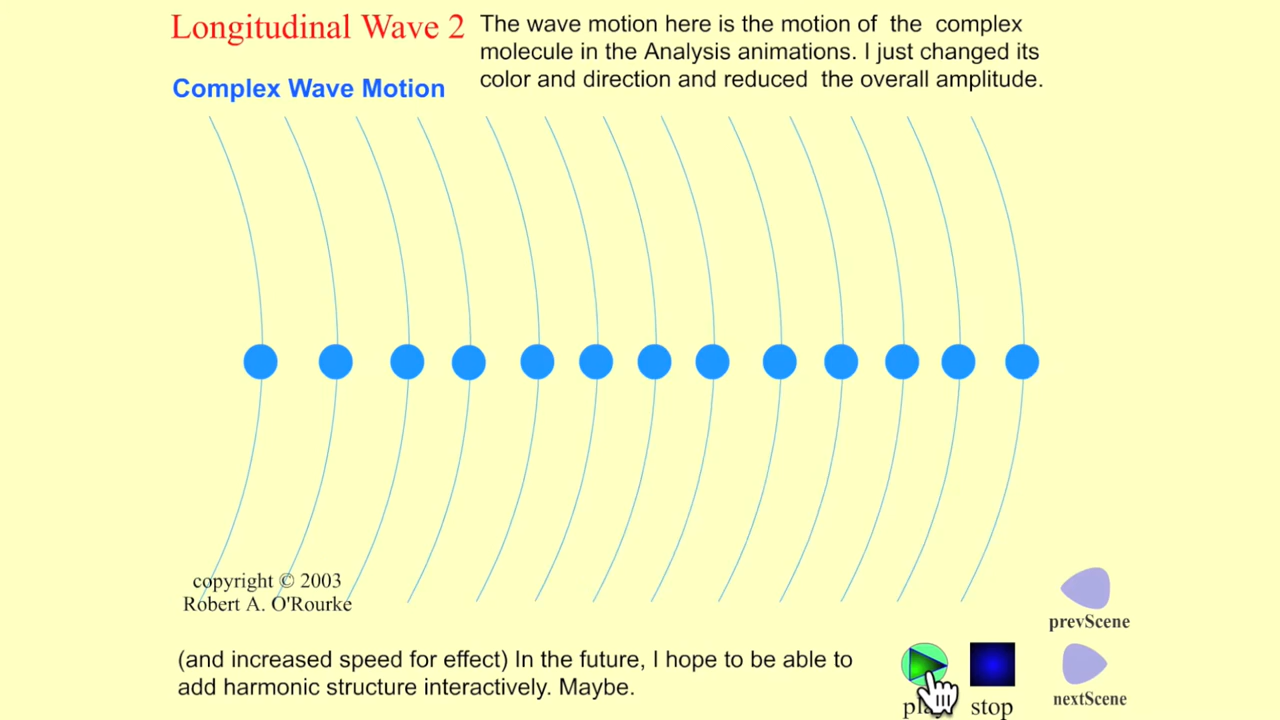 Longitudinal Wave 2
The wave motion here is the motion of the complex
molecule in the Analysis animations. I just changed its
color and direction and reduced the overall amplitude.
Complex Wave Motion
copyright © 2003
Robert A. O'Rourke
prevScene
(and increased speed for effect) In the future, I hope to be able to
add harmonic structure interactively. Maybe.
play
stop
nextScene